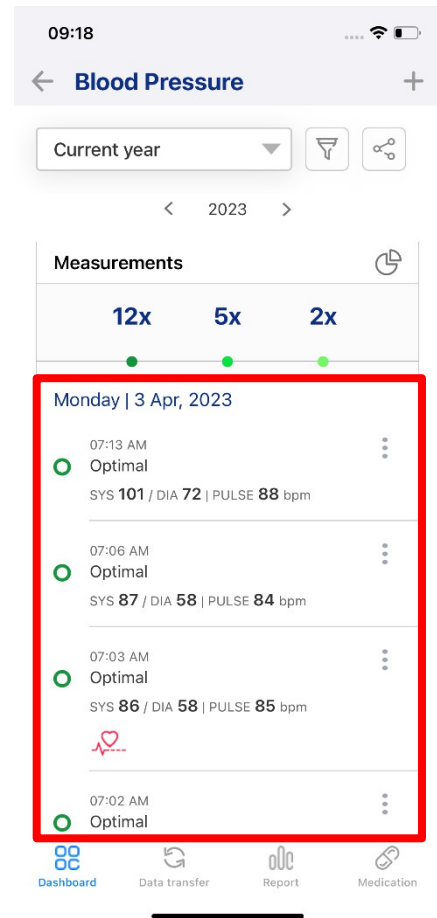 09:18
Blood Pressure
Current year
2023
Measurements
12x 5x 2x
Monday | 3 Apr, 2023
07:13 AM
Optimal
SYS 101 / DIA 72 | PULSE 88 bpm
07:06 AM
Optimal
SYS 87 / DIA 58 | PULSE 84 bpm
07:03 AM
Optimal
SYS 86 / DIA 58 | PULSE 85 bpm
07:02 AM
Optimal
Dashboard Data transfer Report Medication